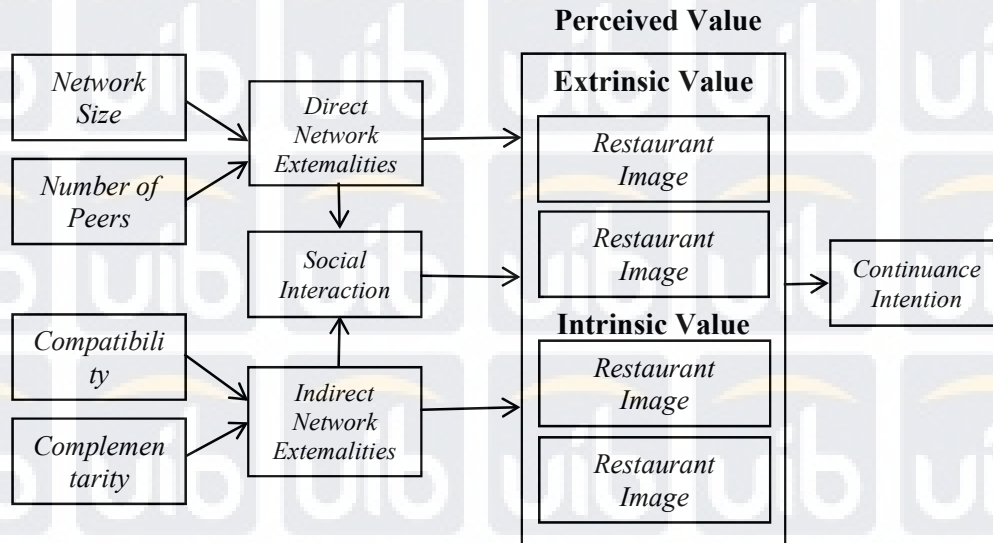 Perceived Value
Network
Size
Number of
Peers
Compatibili
ty
Complemen
tarity
Direct
Network
Extemalities
Social
Interaction
Indirect
Network
Extemalities
Extrinsic Value
Restaurant
Image
Restaurant
Image
Intrinsic Value
Restaurant
Image
Restaurant
Image
Continuance
Intention
uib